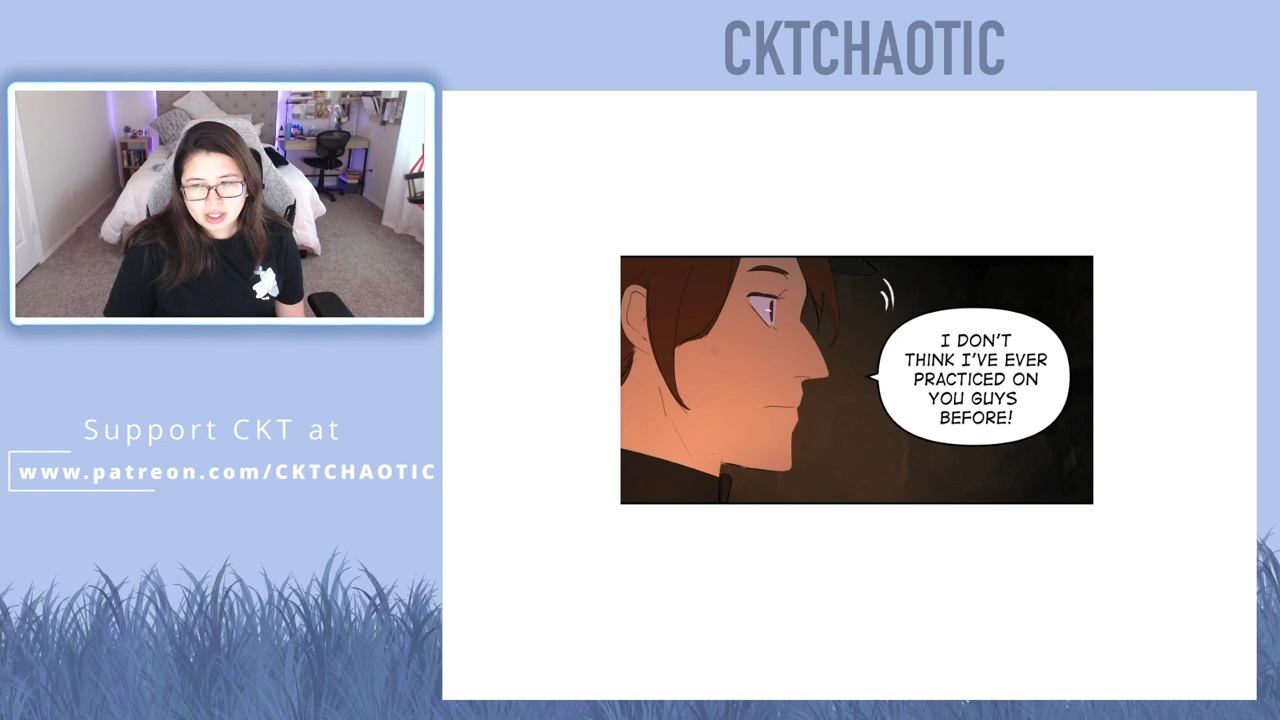 CKTCHAOTIC
I DON'T
THINK I'VE EVER
PRACTICED ON
YOU GUYS
BEFORE!
Support CKT at
www.patreon.com/CKTCHAOTIC